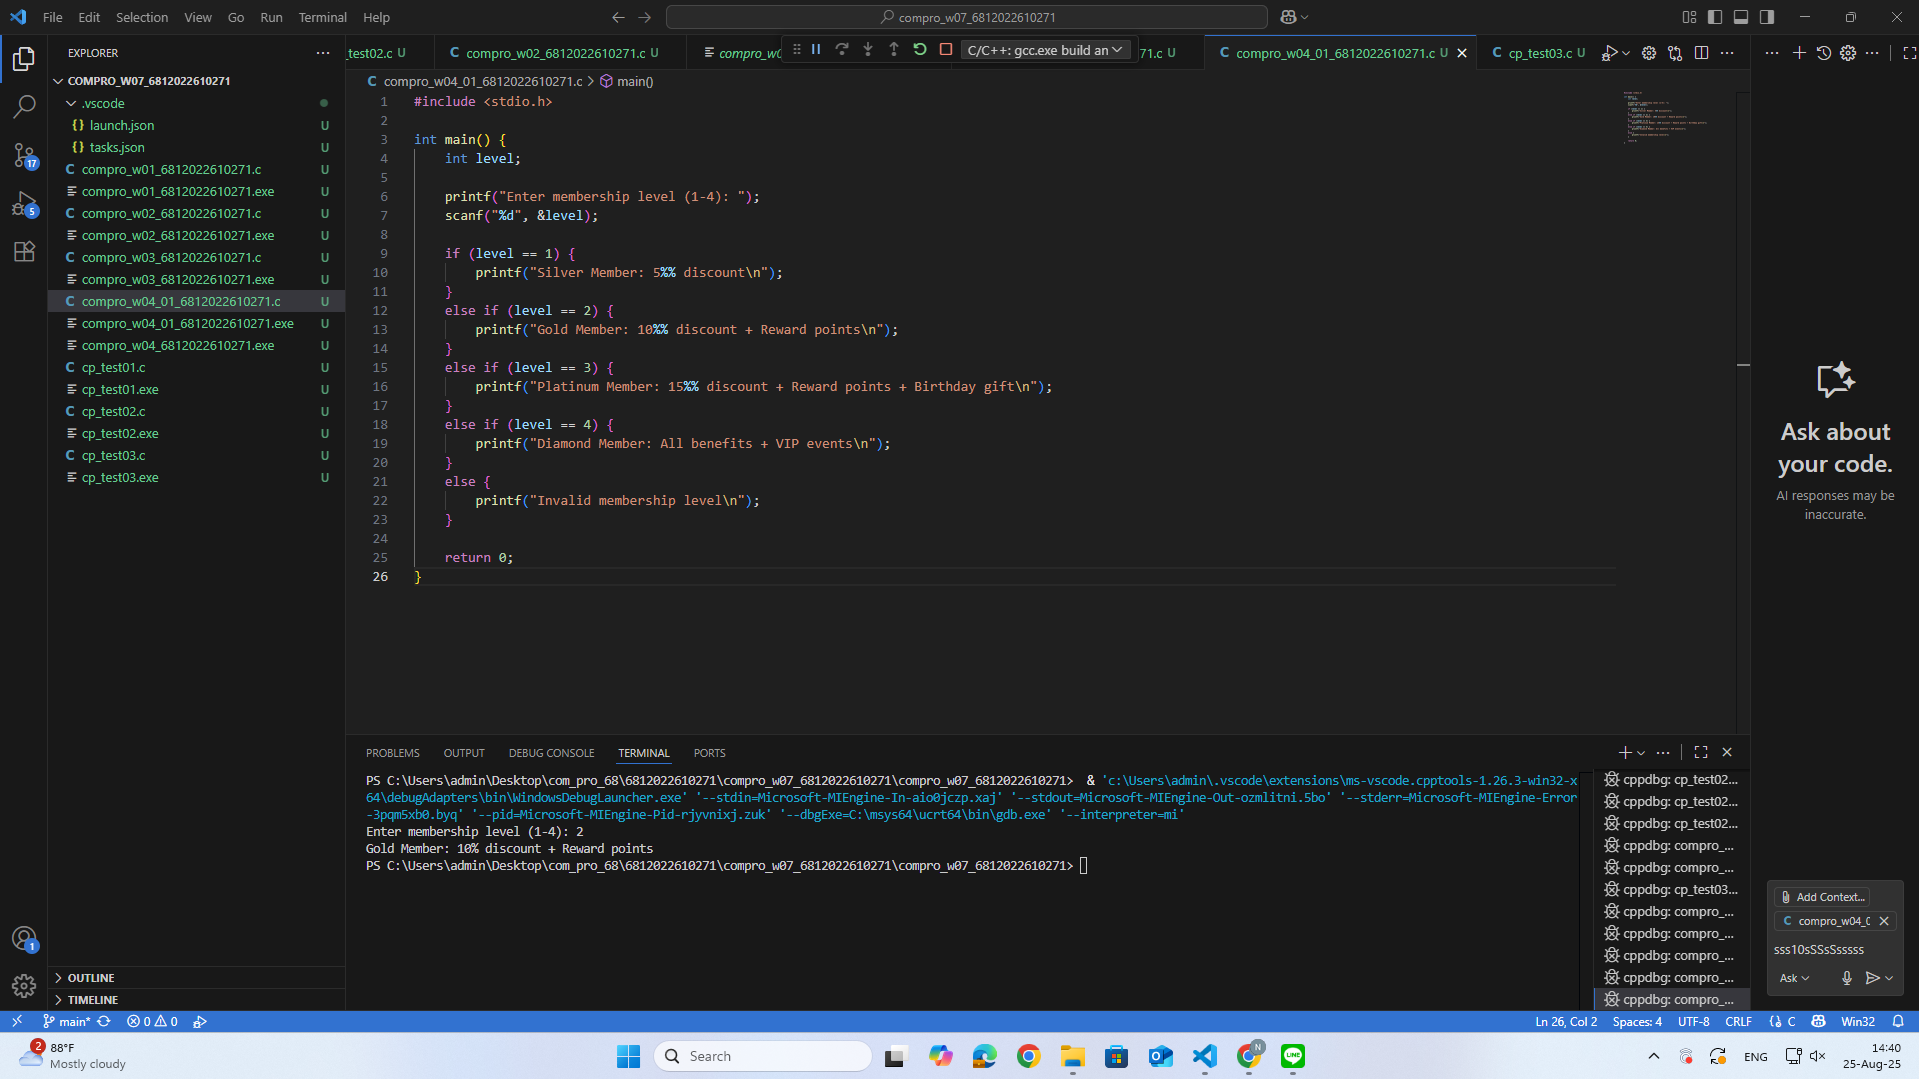 File Edit Selection View Go Run Terminal Help
compro_w07_6812022610271
EXPLORER
COMPRO_W07_6812022610271
.vscode
launch.json U
tasks.json U
compro_w01_6812022610271.c U
compro_w01_6812022610271.exe U
compro_w02_6812022610271.c U
compro_w02_6812022610271.exe U
compro_w03_6812022610271.c U
compro_w03_6812022610271.exe U
compro_w04_01_6812022610271.c U
compro_w04_01_6812022610271.exe U
compro_w04_6812022610271.exe U
cp_test01.c U
cp_test01.exe U
cp_test02.c U
cp_test02.exe U
cp_test03.c U
cp_test03.exe U
OUTLINE
TIMELINE
17
5
1
_test02.c U
C compro_w02_6812022610271.c U
compro_w0
C/C++: gcc.exe build an
71.c U
C compro_w04_01_6812022610271.c U
C cp_test03.c U
C compro_w04_01_6812022610271.c > main()
1 #include <stdio.h>
2
3 int main() {
4 int level;
5
6 printf("Enter membership level (1-4): ");
7 scanf("%d", &level);
8
9 if (level == 1) {
10 printf("Silver Member: 5%% discount\n");
11 }
12 else if (level == 2) {
13 printf("Gold Member: 10%% discount + Reward points\n");
14 }
15 else if (level == 3) {
16 printf("Platinum Member: 15%% discount + Reward points + Birthday gift\n");
17 }
18 else if (level == 4) {
19 printf("Diamond Member: All benefits + VIP events\n");
20 }
21 else {
22 printf("Invalid membership level\n");
23 }
24
25 return 0;
26 }
PROBLEMS OUTPUT DEBUG CONSOLE TERMINAL PORTS
PS C:\Users\admin\Desktop\com_pro_68\6812022610271\compro_w07_6812022610271\compro_w07_6812022610271> & 'c:\Users\admin\.vscode\extensions\ms-vscode.cpptools-1.26.3-win32-x
64\debugAdapters\bin\WindowsDebugLauncher.exe' '--stdin=Microsoft-MIEngine-In-aio0jczp.xaj' '--stdout=Microsoft-MIEngine-Out-ozmlitni.5bo' '--stderr=Microsoft-MIEngine-Error
-3pqm5xb0.byq' '--pid=Microsoft-MIEngine-Pid-rjyvnixj.zuk' '--dbgExe=C:\msys64\ucrt64\bin\gdb.exe' '--interpreter=mi'
Enter membership level (1-4): 2
Gold Member: 10% discount + Reward points
PS C:\Users\admin\Desktop\com_pro_68\6812022610271\compro_w07_6812022610271\compro_w07_6812022610271>
cppdbg: cp_test02...
cppdbg: cp_test02...
cppdbg: cp_test02...
cppdbg: compro_...
cppdbg: compro_...
cppdbg: cp_test03...
cppdbg: compro_...
cppdbg: compro_...
cppdbg: compro_...
cppdbg: compro_...
cppdbg: compro_...
Ask about
your code.
AI responses may be
inaccurate.
Add Context...
C compro_w04_0
sss10sSSsSsssss
Ask
main* 0 0
Ln 26, Col 2 Spaces: 4 UTF-8 CRLF {} C Win32
2
88°F
Mostly cloudy
Search
N
LINE
ENG
14:40
25-Aug-25